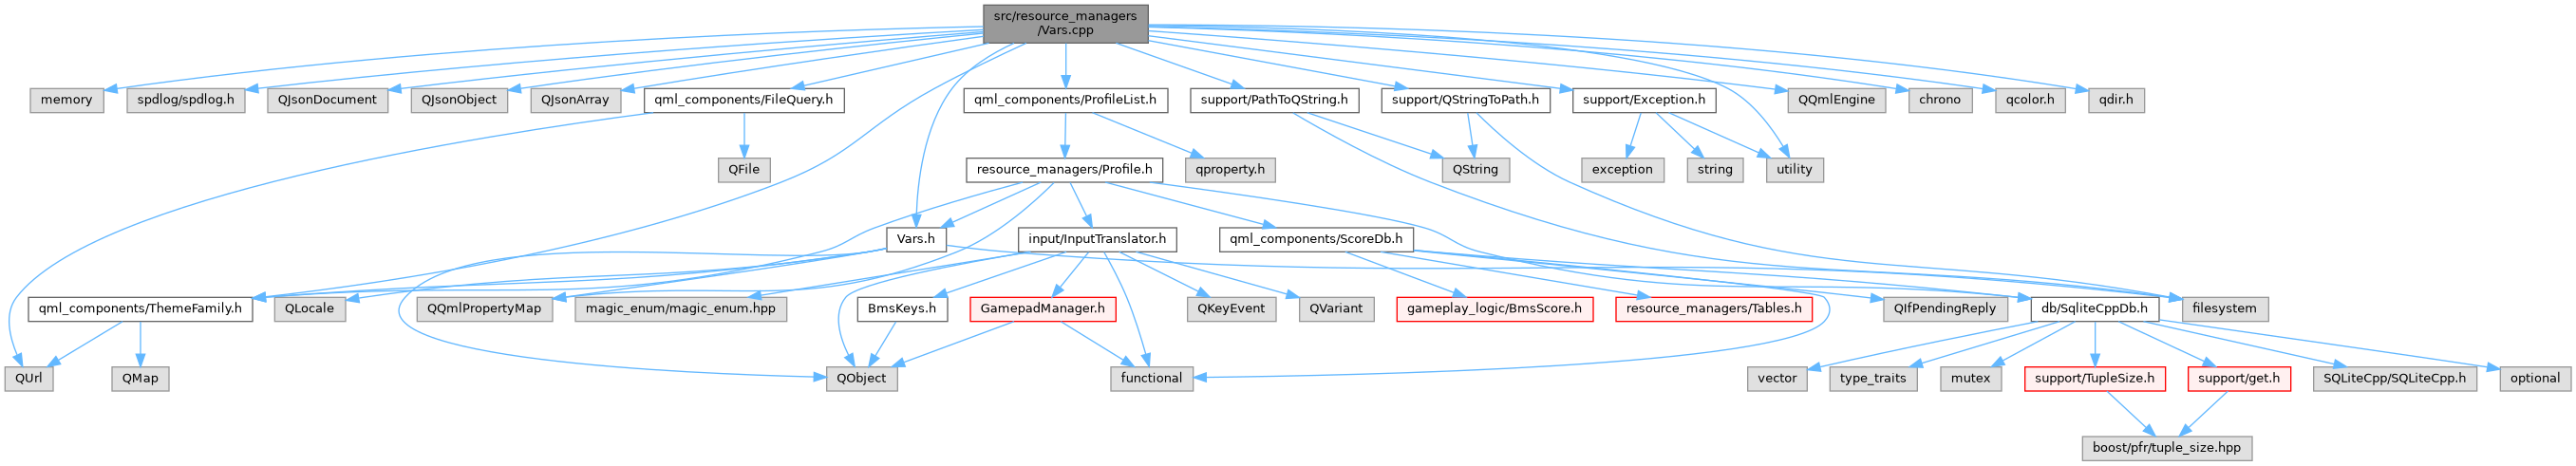 src/resource_managers
/Vars.cpp
memory
spdlog/spdlog.h
QJsonDocument
QJsonObject
QJsonArray
qml_components/FileQuery.h
qml_components/ProfileList.h
support/PathToQString.h
support/QStringToPath.h
support/Exception.h
QQmlEngine
chrono
qcolor.h
qdir.h
QFile
resource_managers/Profile.h
qproperty.h
QString
exception
string
utility
Vars.h
input/InputTranslator.h
qml_components/ScoreDb.h
qml_components/ThemeFamily.h
QLocale
QQmlPropertyMap
magic_enum/magic_enum.hpp
BmsKeys.h
GamepadManager.h
QKeyEvent
QVariant
gameplay_logic/BmsScore.h
resource_managers/Tables.h
QIfPendingReply
db/SqliteCppDb.h
filesystem
QUrl
QMap
QObject
functional
vector
type_traits
mutex
support/TupleSize.h
support/get.h
SQLiteCpp/SQLiteCpp.h
optional
boost/pfr/tuple_size.hpp